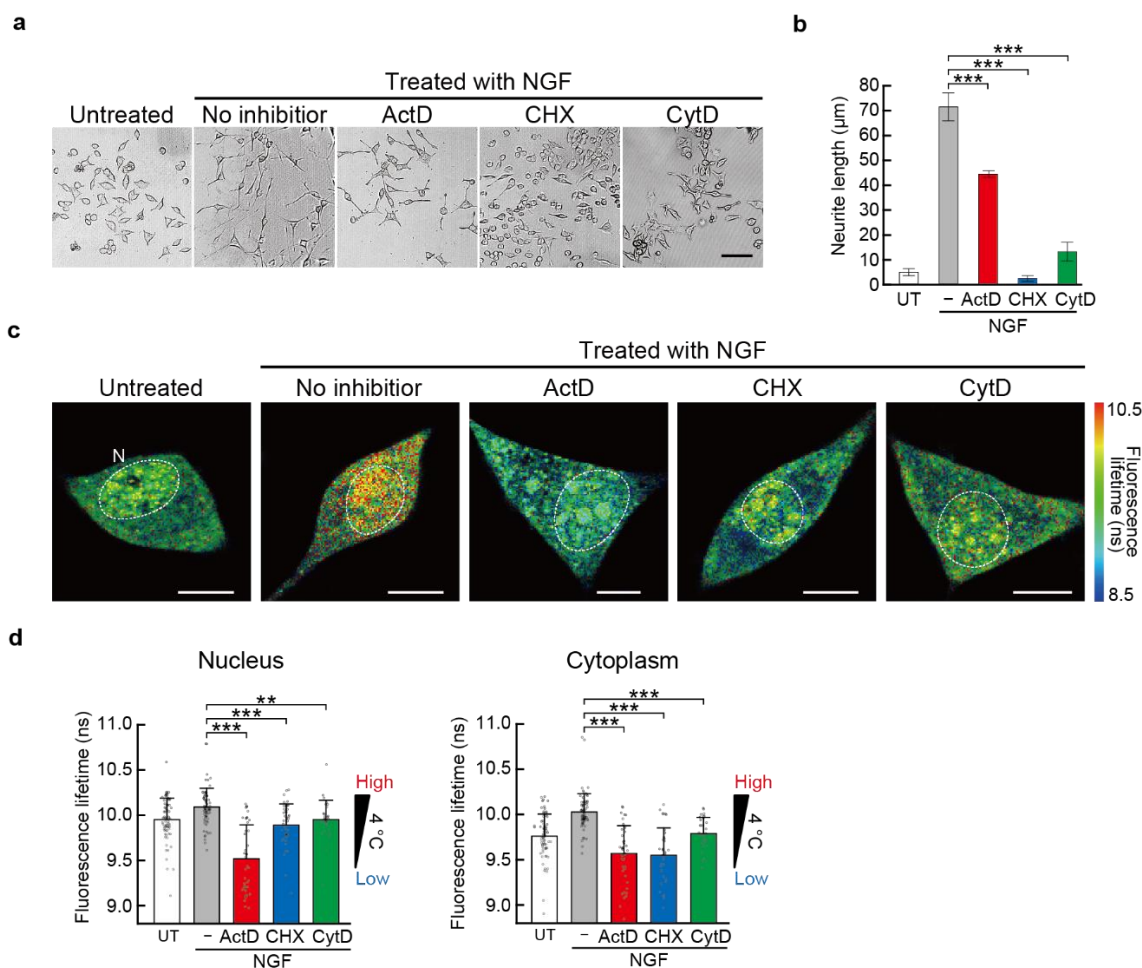 a
Treated with NGF
Untreated No inhibitior ActD CHX CytD
b
***
***
***
Neurite length (µm)
80
70
60
50
40
30
20
10
0
UT – ActD CHX CytD
NGF
c
Treated with NGF
Untreated No inhibitior ActD CHX CytD
N
10.5
Fluorescence lifetime (ns)
8.5
d
Nucleus
**
***
***
Fluorescence lifetime (ns)
11.0
10.5
10.0
9.5
9.0
High
4 °C
Low
UT – ActD CHX CytD
NGF
Cytoplasm
***
***
***
Fluorescence lifetime (ns)
11.0
10.5
10.0
9.5
9.0
High
4 °C
Low
UT – ActD CHX CytD
NGF